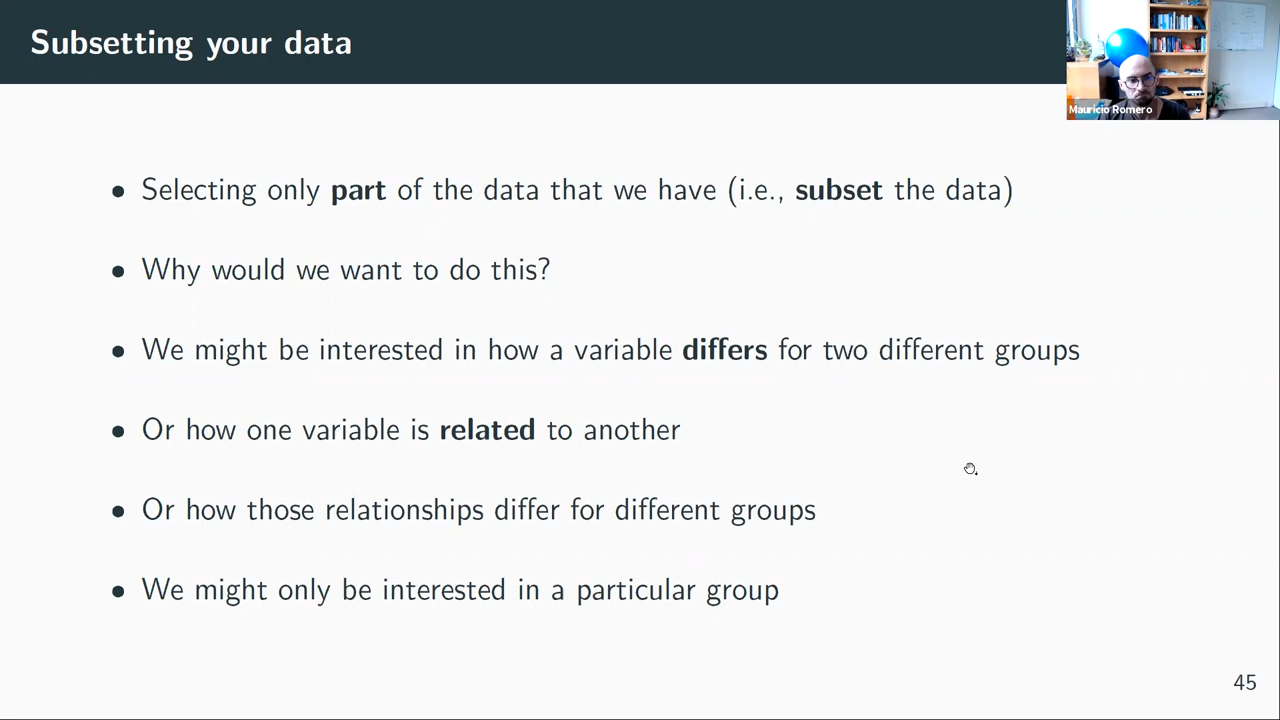 Subsetting your data
Mauricio Romero
• Selecting only part of the data that we have (i.e., subset the data)
• Why would we want to do this?
• We might be interested in how a variable differs for two different groups
• Or how one variable is related to another
• Or how those relationships differ for different groups
• We might only be interested in a particular group
45